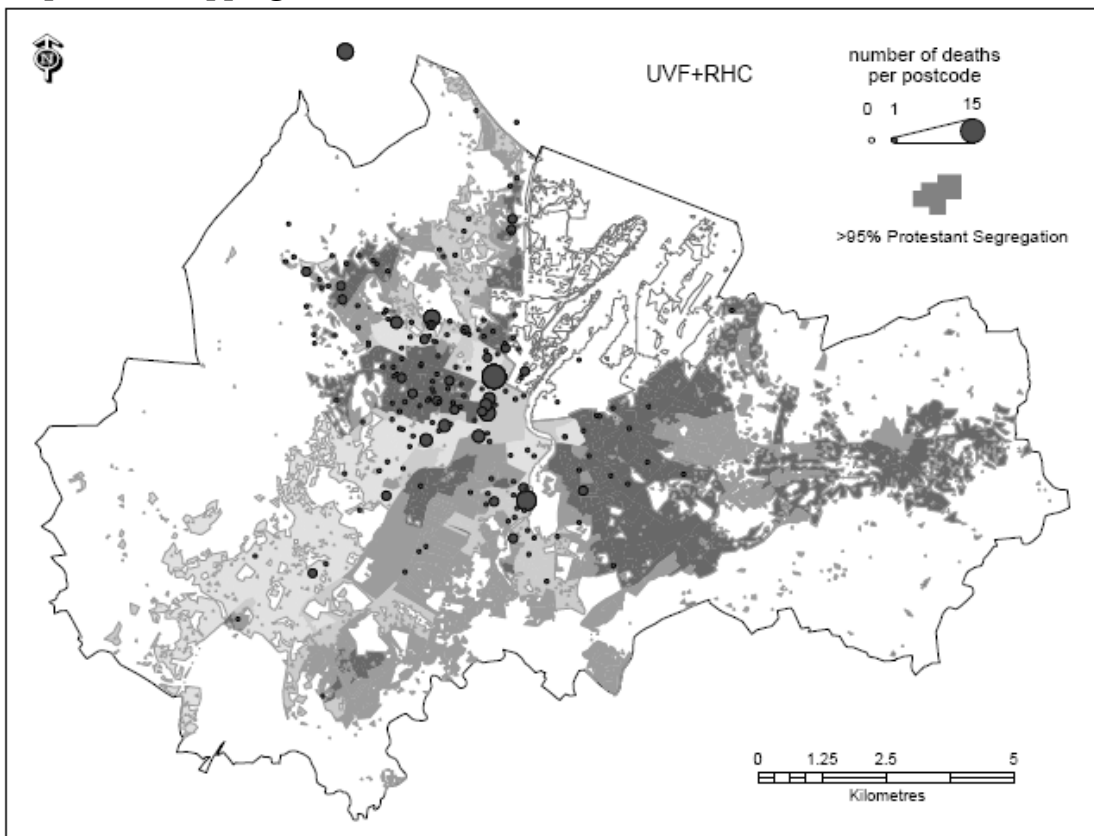 N
UVF+RHC
number of deaths
per postcode
0 1 15
>95% Protestant Segregation
0 1.25 2.5 5
Kilometres